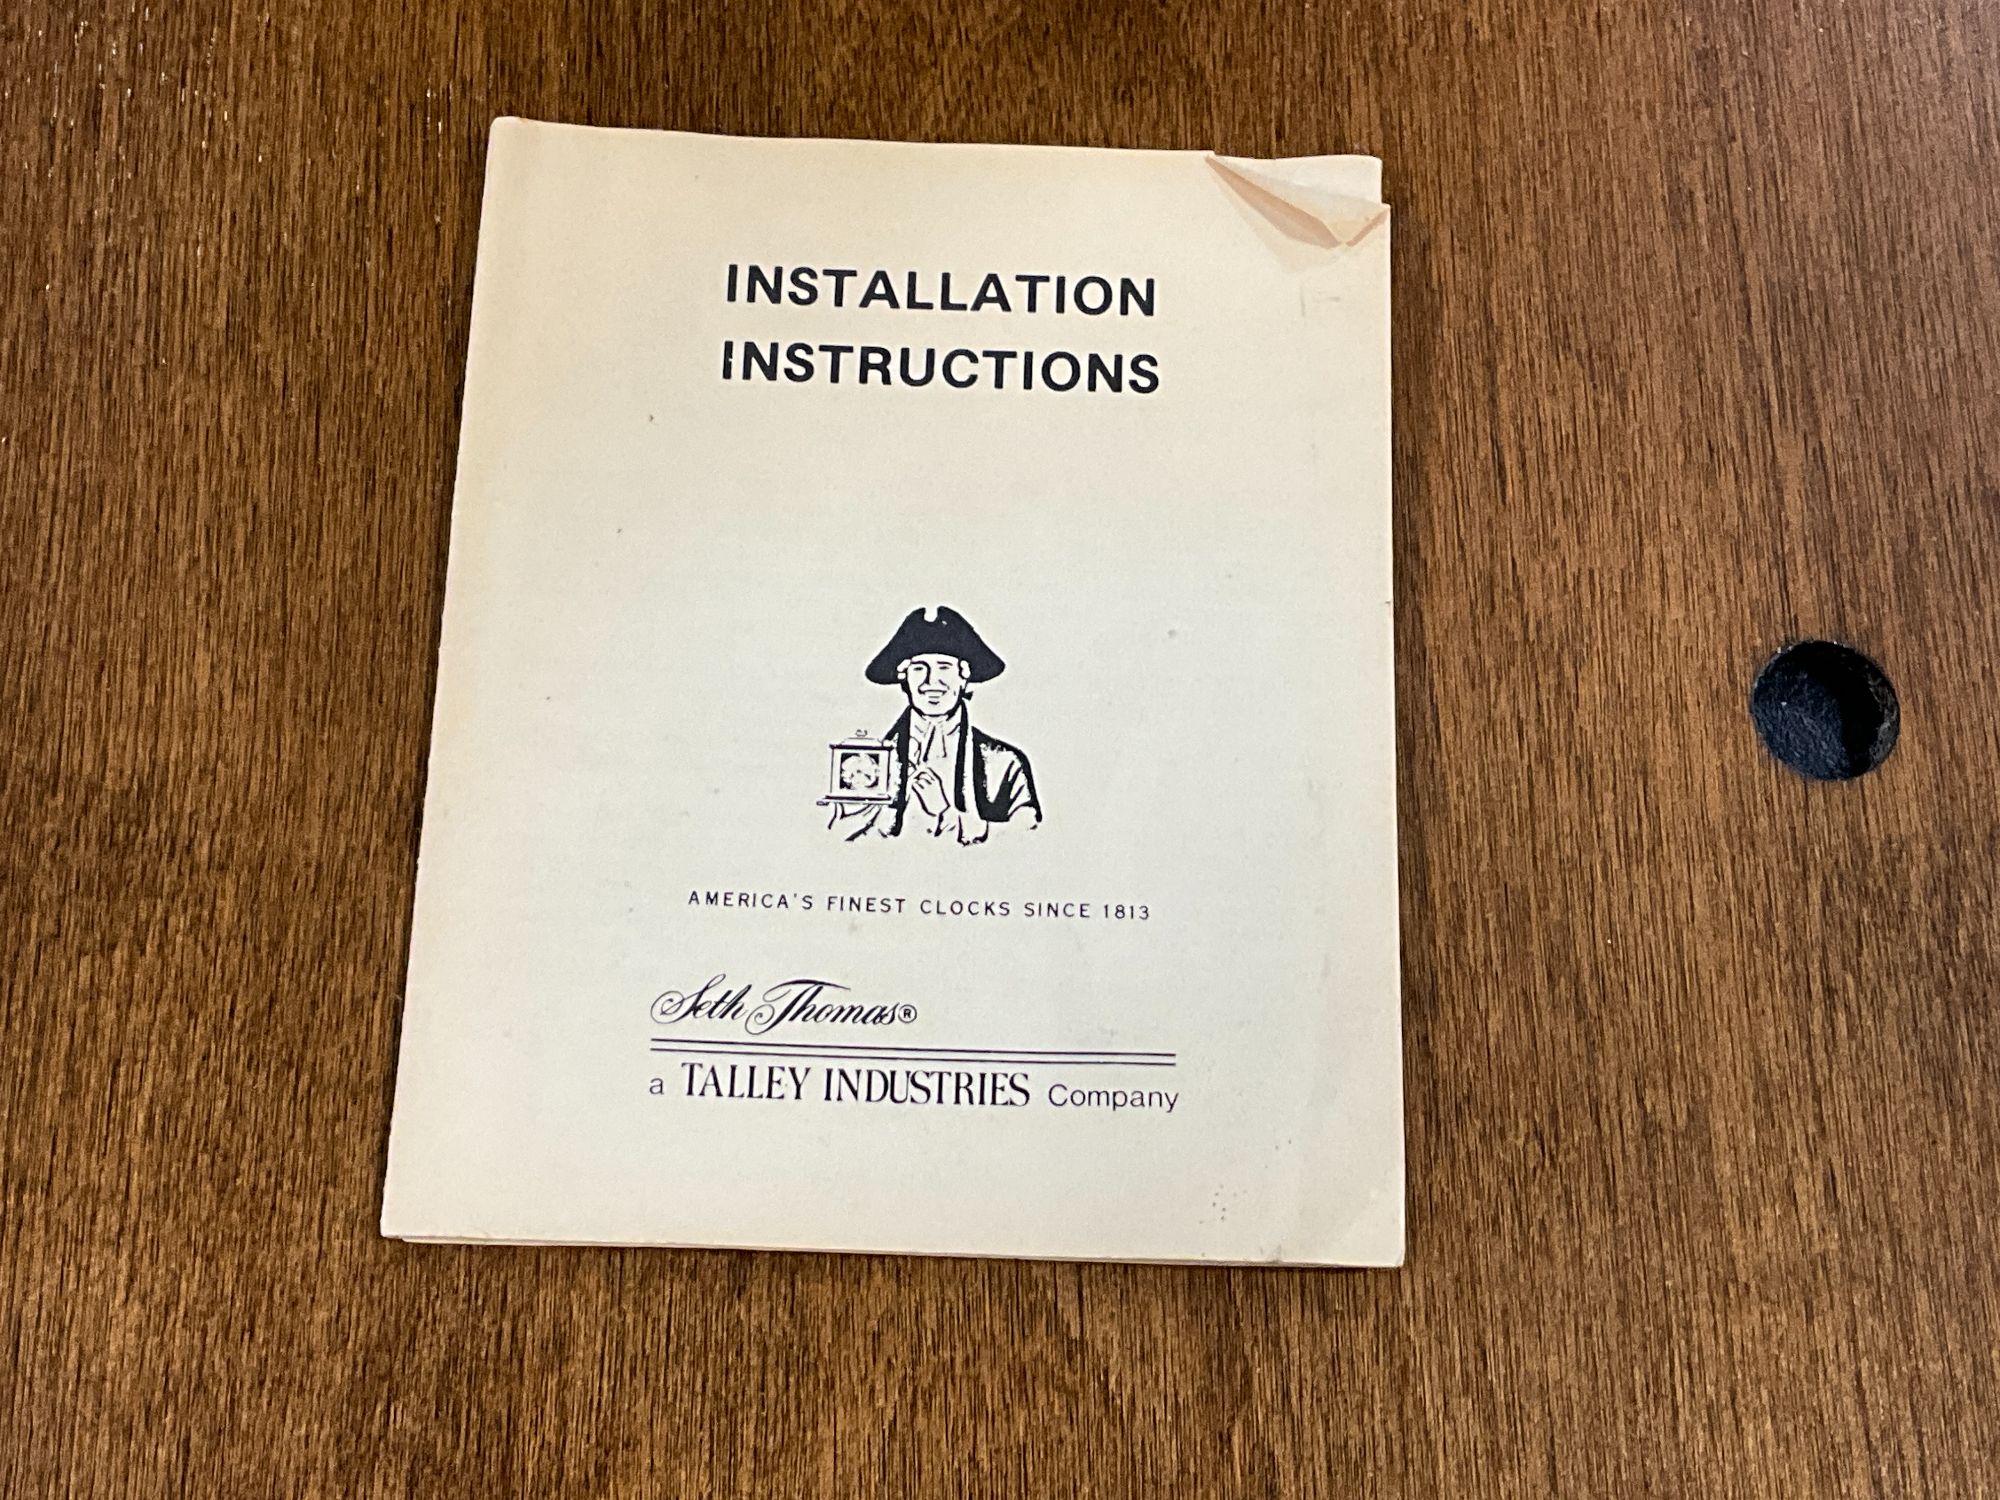 INSTALLATION
INSTRUCTIONS
AMERICA'S FINEST CLOCKS SINCE 1813
Seth Thomas®
a TALLEY INDUSTRIES Company